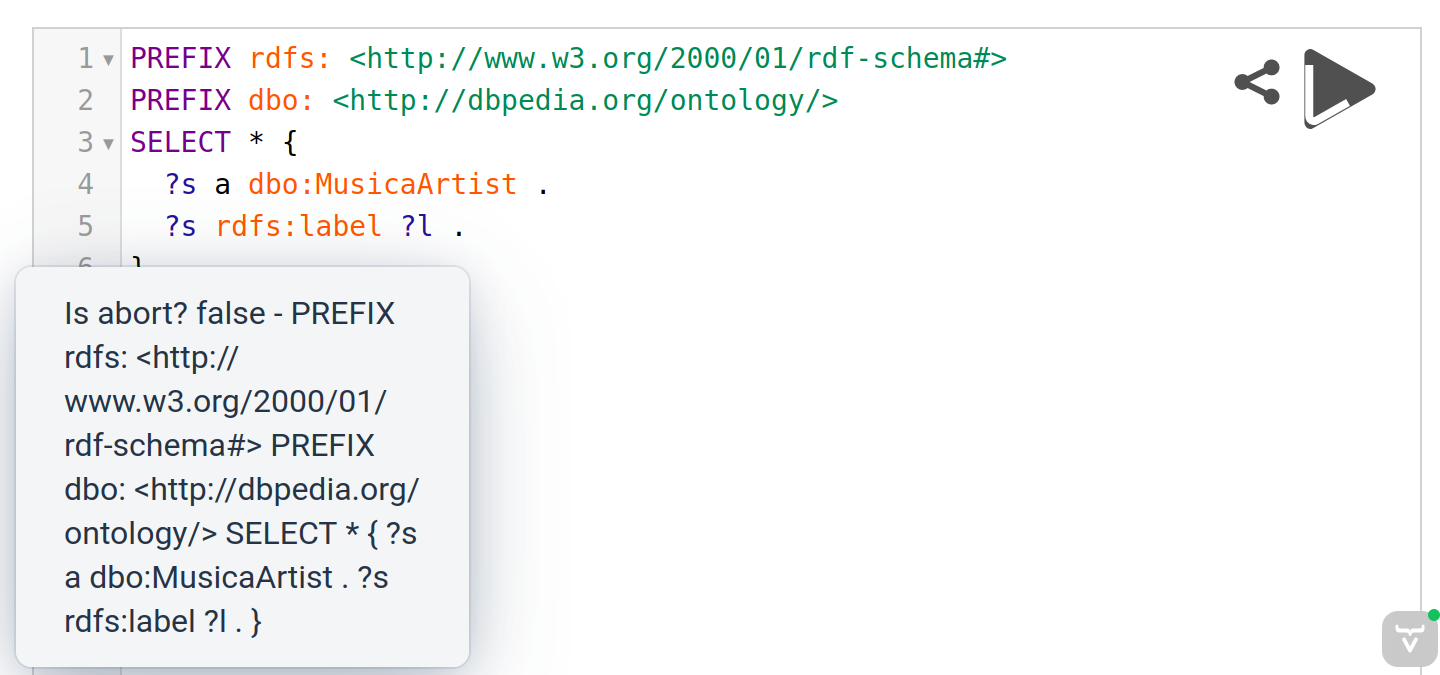 1 PREFIX rdfs: <http://www.w3.org/2000/01/rdf-schema#>
2 PREFIX dbo: <http://dbpedia.org/ontology/>
3 SELECT * {
4 ?s a dbo:MusicaArtist .
5 ?s rdfs:label ?l .
6 }
Is abort? false - PREFIX
rdfs: <http://
www.w3.org/2000/01/
rdf-schema#> PREFIX
dbo: <http://dbpedia.org/
ontology/> SELECT * { ?s
a dbo:MusicaArtist . ?s
rdfs:label ?l . }